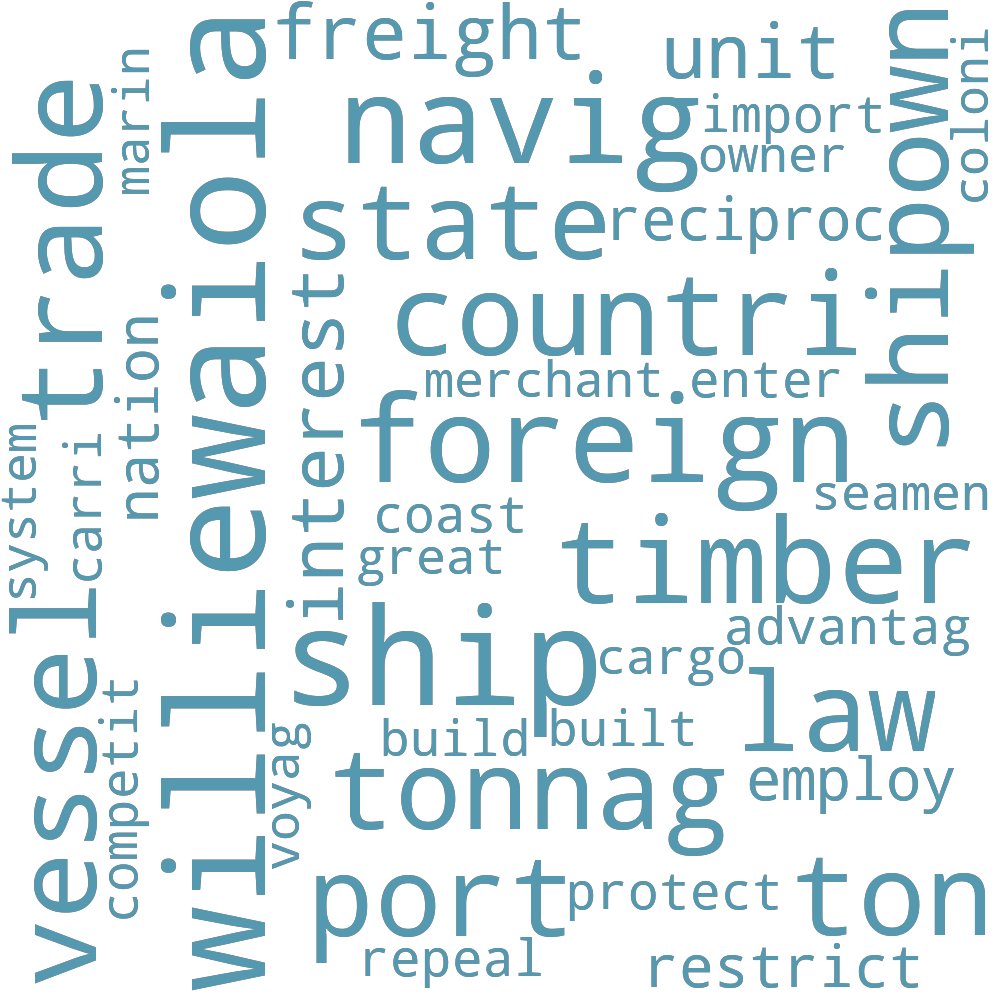 freight
unit
marin
williewaiola
shipown
coloni
navig
import
owner
trade
state
reciproc
interest
countri
nation
merchant
enter
foreign
system
carri
seamen
coast
timber
great
vessel
ship
advantag
cargo
law
competit
voyag
build
built
tonnag
employ
port
protect
ton
repeal
restrict